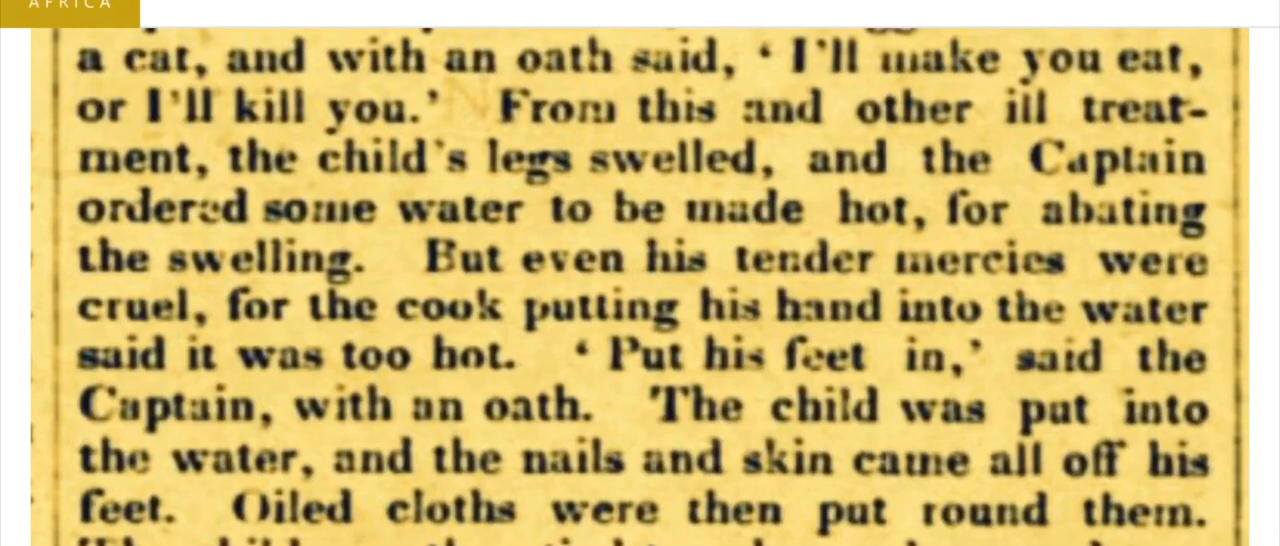 AFRICA
a cat, and with an oath said, ‘ I’ll make you eat,
or I’ll kill you.’ From this and other ill treat-
ment, the child’s legs swelled, and the Captain
ordered some water to be made hot, for abating
the swelling. But even his tender mercies were
cruel, for the cook putting his hand into the water
said it was too hot. ‘ Put his feet in,’ said the
Captain, with an oath. The child was put into
the water, and the nails and skin came all off his
feet. Oiled cloths were then put round them.